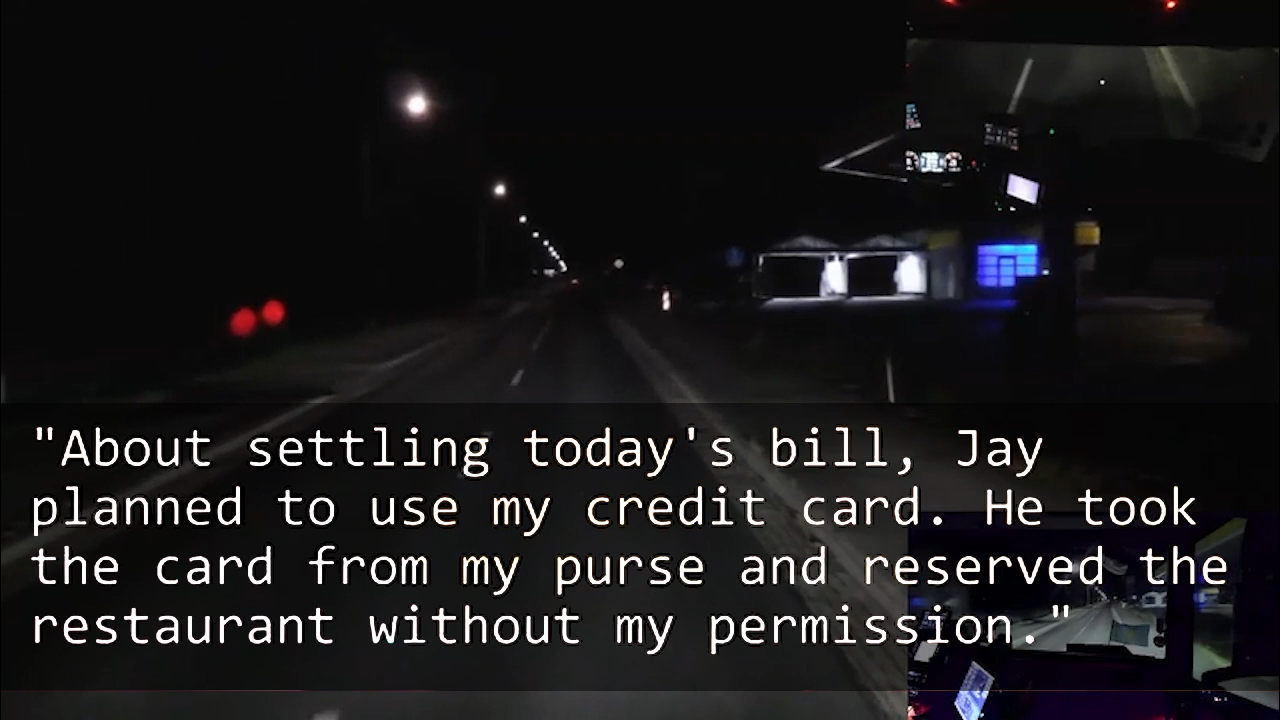 "About settling today's bill, Jay
planned to use my credit card. He took
the card from my purse and reserved the
restaurant without my permission."